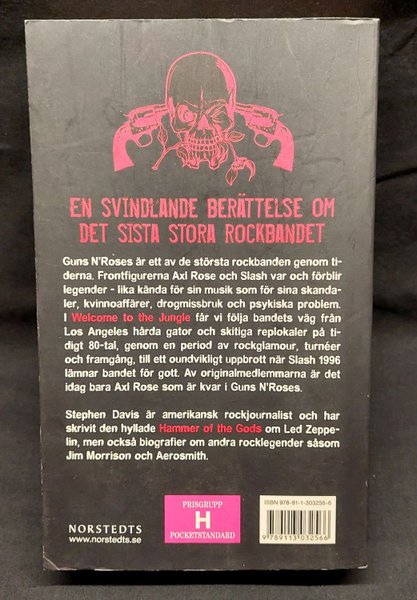 EN SVINDLANDE BERÄTTELSE OM
DET SISTA STORA ROCKBANDET
Guns N'Roses är ett av de största rockbanden genom ti-
derna. Frontfigurerna Axl Rose och Slash var och förblir
legender - lika kända för sin musik som för sina skanda-
ler, kvinnoaffärer, drogmissbruk och psykiska problem.
I Welcome to the Jungle får vi följa bandets väg från
Los Angeles hårda gator och skitiga replokaler på ti-
digt 80-tal, genom en period av rockglamour, turnéer
och framgång, till ett oundvikligt uppbrott när Slash 1996
lämnar bandet för gott. Av originalmedlemmarna är det
idag bara Axl Rose som är kvar i Guns N'Roses.
Stephen Davis är amerikansk rockjournalist och har
skrivit den hyllade Hammer of the Gods om Led Zeppe-
lin, men också biografier om andra rocklegender såsom
Jim Morrison och Aerosmith.
NORSTEDTS
www.norstedts.se
PRISGRUPP
H
POCKETSTANDARD
ISBN 978-91-1-303256-6
9 789113 032566